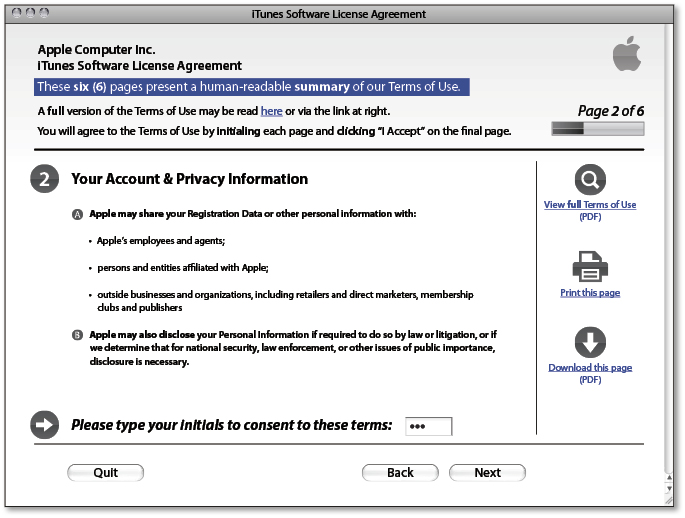 iTunes Software License Agreement
Apple Computer Inc.
iTunes Software License Agreement
These six (6) pages present a human-readable summary of our Terms of Use.
A full version of the Terms of Use may be read here or via the link at right.
Page 2 of 6
You will agree to the Terms of Use by initialing each page and clicking "I Accept" on the final page.
2 Your Account & Privacy Information
A Apple may share your Registration Data or other personal information with:
• Apple's employees and agents;
• persons and entities affiliated with Apple;
• outside businesses and organizations, including retailers and direct marketers, membership
clubs and publishers
B Apple may also disclose your Personal Information if required to do so by law or litigation, or if
we determine that for national security, law enforcement, or other issues of public importance,
disclosure is necessary.
View full Terms of Use
(PDF)
Print this page
Download this page
(PDF)
Please type your initials to consent to these terms: •••
Quit
Back
Next